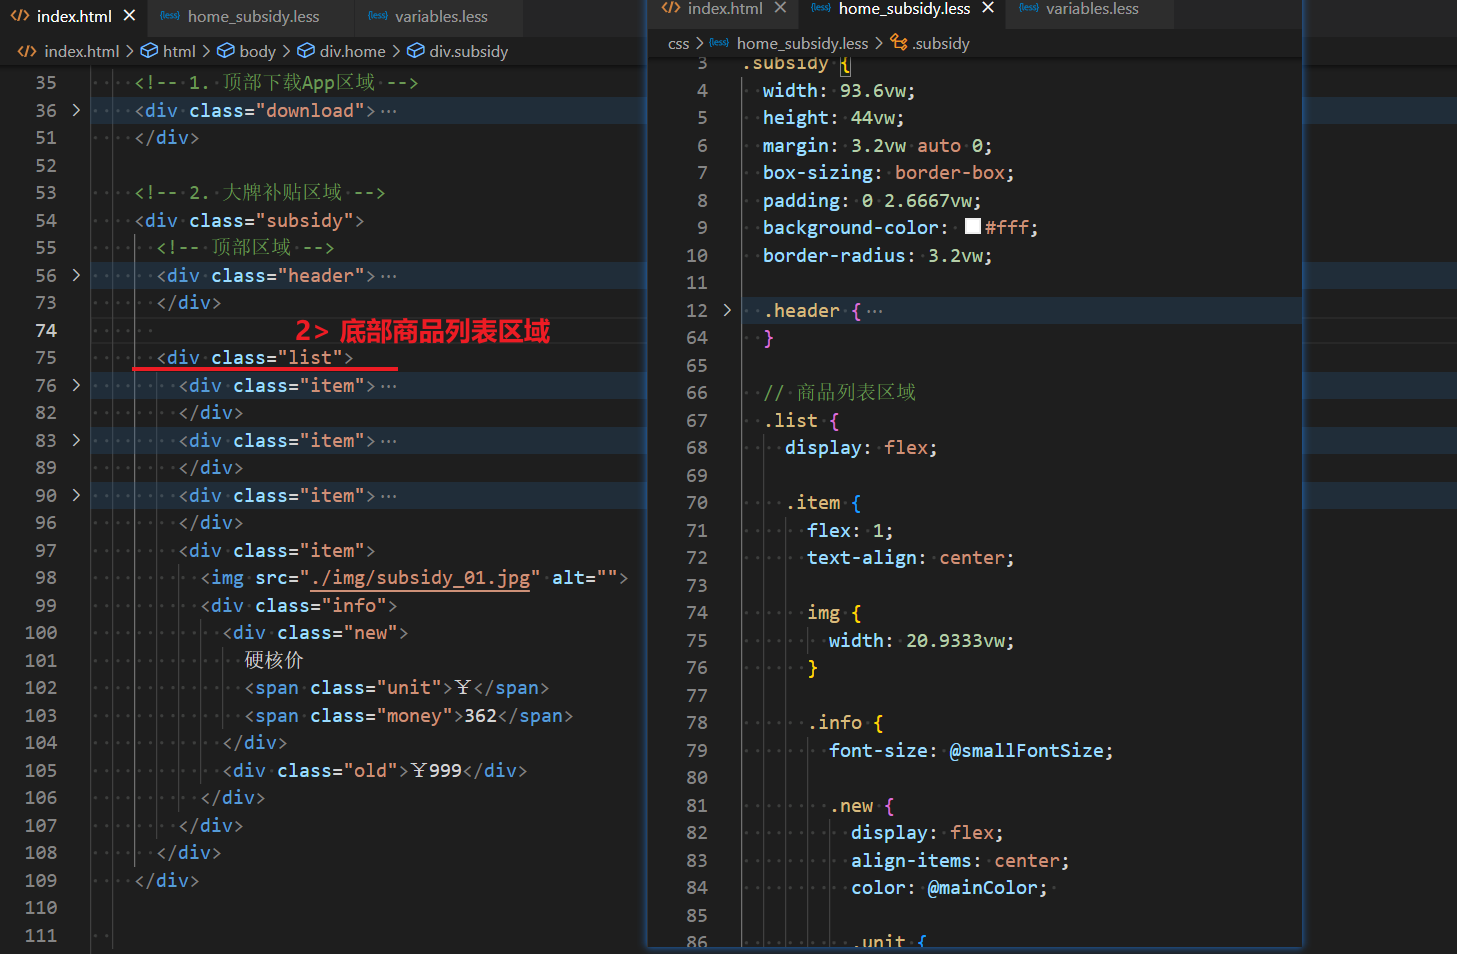 index.html
home_subsidy.less
variables.less
index.html > html > body > div.home > div.subsidy
35 <!-- 1. 顶部下载App区域 -->
36 <div class="download">…
51 </div>
52
53 <!-- 2. 大牌补贴区域 -->
54 <div class="subsidy">
55 <!-- 顶部区域 -->
56 <div class="header">…
73 </div>
74 2> 底部商品列表区域
75 <div class="list">
76 <div class="item">…
82 </div>
83 <div class="item">…
89 </div>
90 <div class="item">…
96 </div>
97 <div class="item">
98 <img src="./img/subsidy_01.jpg" alt="">
99 <div class="info">
100 <div class="new">
101 硬核价
102 <span class="unit">￥</span>
103 <span class="money">362</span>
104 </div>
105 <div class="old">￥999</div>
106 </div>
107 </div>
108 </div>
109 </div>
110
111
index.html
home_subsidy.less
variables.less
css > home_subsidy.less > .subsidy
3 .subsidy {
4 width: 93.6vw;
5 height: 44vw;
6 margin: 3.2vw auto 0;
7 box-sizing: border-box;
8 padding: 0 2.6667vw;
9 background-color: #fff;
10 border-radius: 3.2vw;
11
12 .header {…
64 }
65
66 // 商品列表区域
67 .list {
68 display: flex;
69
70 .item {
71 flex: 1;
72 text-align: center;
73
74 img {
75 width: 20.9333vw;
76 }
77
78 .info {
79 font-size: @smallFontSize;
80
81 .new {
82 display: flex;
83 align-items: center;
84 color: @mainColor;
85
86 .unit {